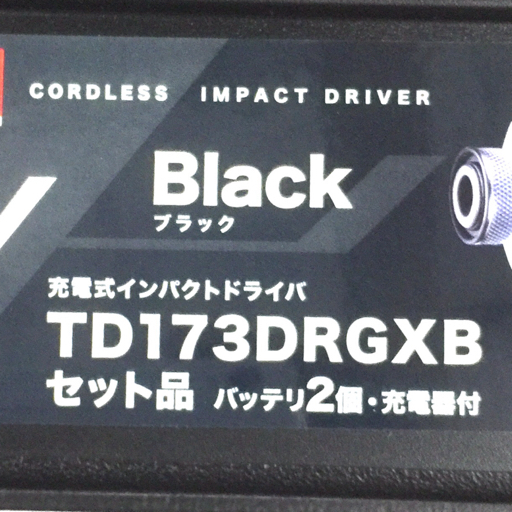 CORDLESS IMPACT DRIVER
Black
ブラック
充電式インパクトドライバ
TD173DRGXB
セット品 バッテリ2個・充電器付